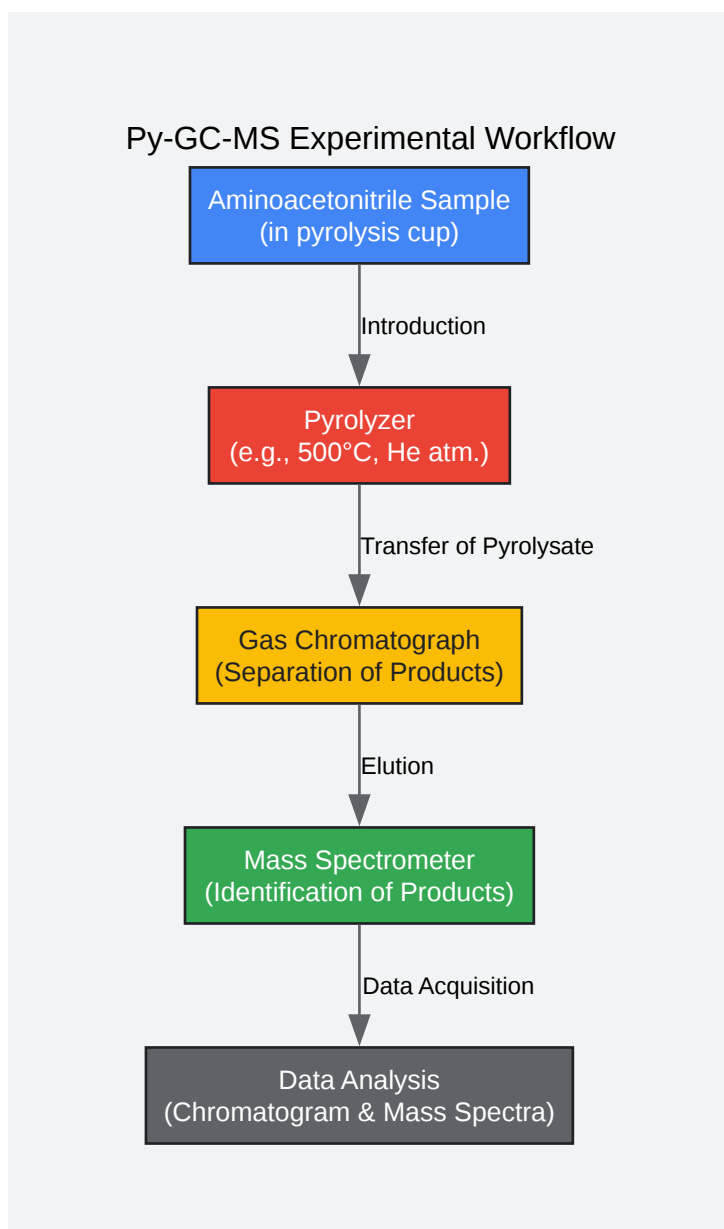 Py-GC-MS Experimental Workflow
Aminoacetonitrile Sample
(in pyrolysis cup)
Introduction
Pyrolyzer
(e.g., 500°C, He atm.)
Transfer of Pyrolysate
Gas Chromatograph
(Separation of Products)
Elution
Mass Spectrometer
(Identification of Products)
Data Acquisition
Data Analysis
(Chromatogram & Mass Spectra)